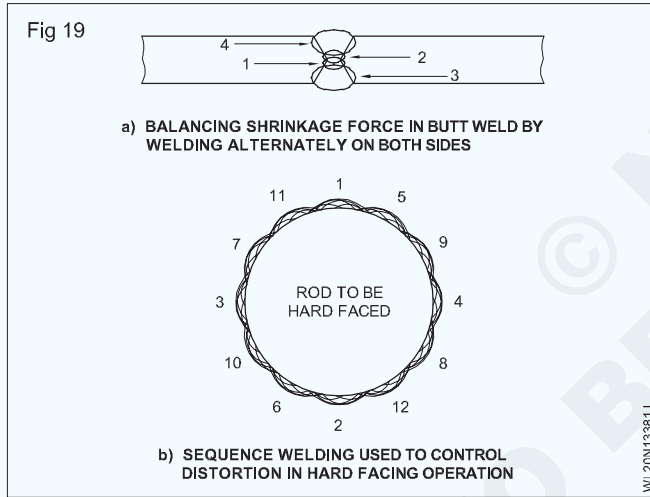 Fig 19
4
2
1
3
a) BALANCING SHRINKAGE FORCE IN BUTT WELD BY
WELDING ALTERNATELY ON BOTH SIDES
1
11
5
7
9
3
ROD TO BE
HARD FACED
4
10
8
6
12
2
b) SEQUENCE WELDING USED TO CONTROL
DISTORTION IN HARD FACING OPERATION
©